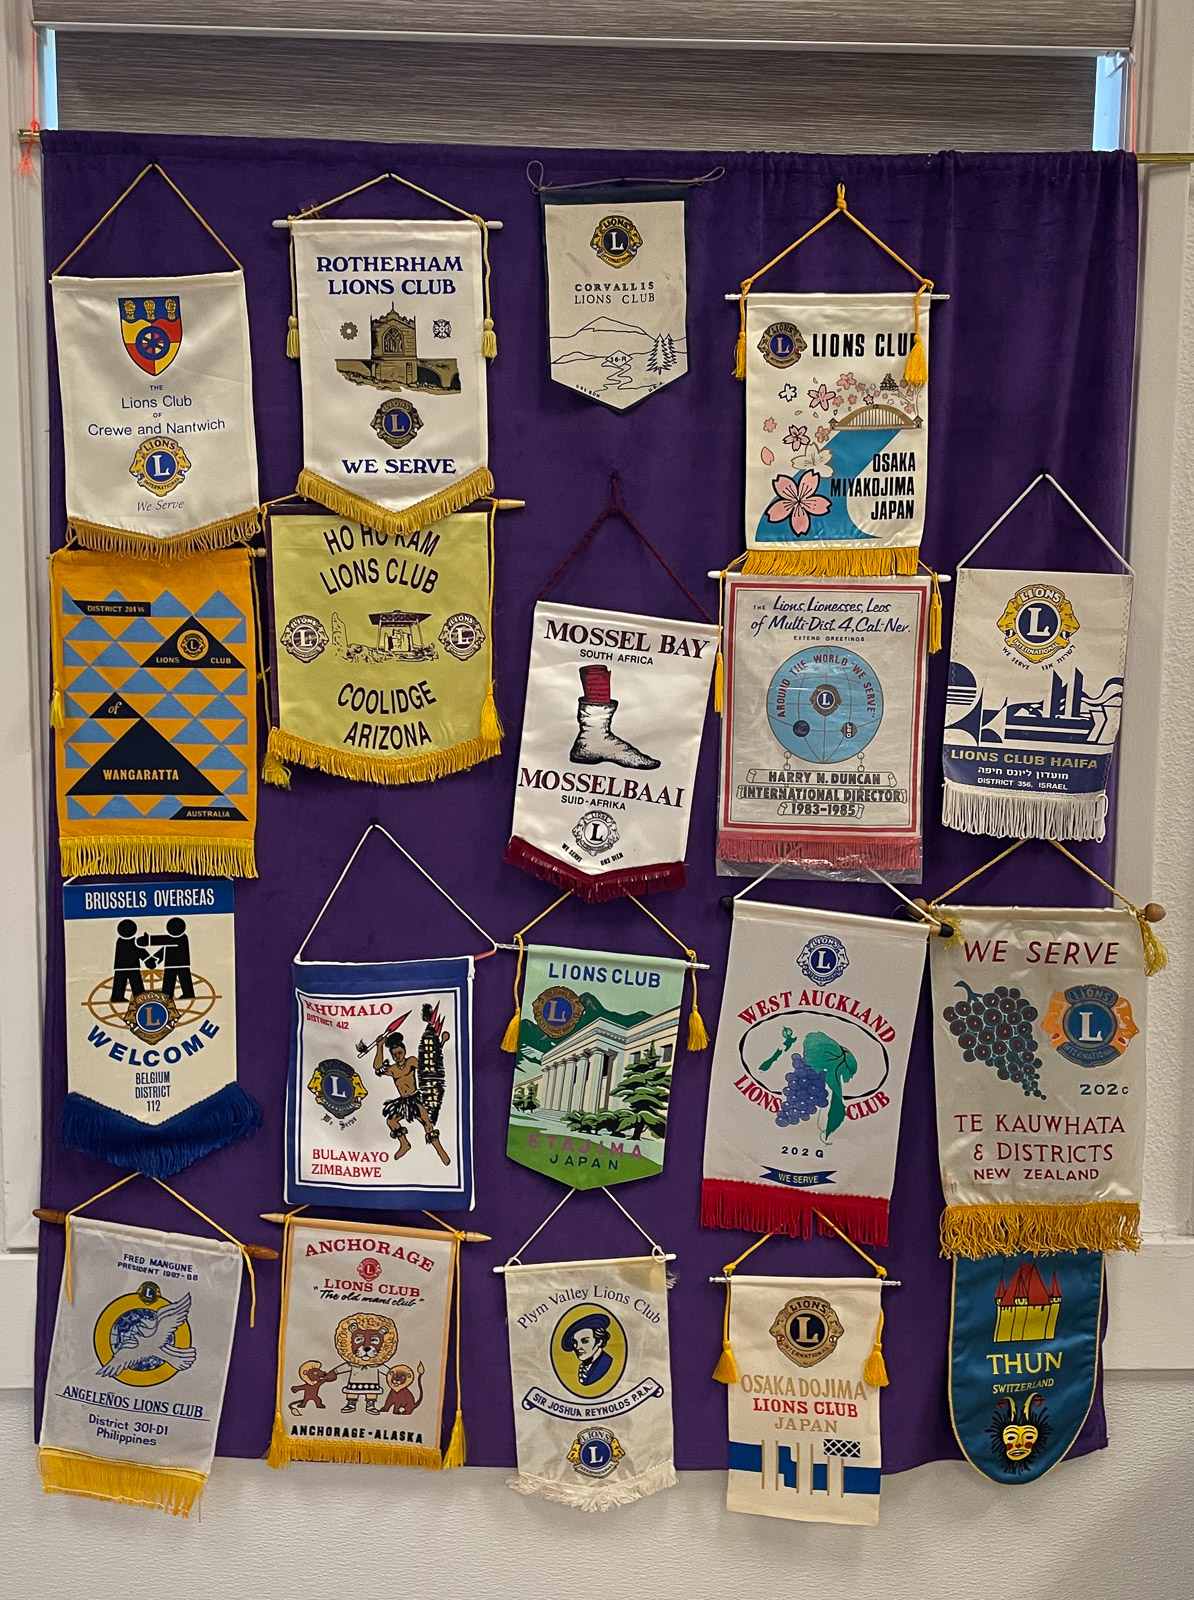 THE
Lions Club
OF
Crewe and Nantwich
LIONS
L
INTERNATIONAL
We Serve
ROTHERHAM
LIONS CLUB
L
WE SERVE
LIONS
L
INTERNATIONAL
CORVALLIS
LIONS CLUB
36-R
OREGON U.S.A.
L
LIONS CLUB
OSAKA
MIYAKOJIMA
JAPAN
DISTRICT 201 V6
LIONS CLUB
of
WANGARATTA
AUSTRALIA
HO HO KAM
LIONS CLUB
L
L
COOLIDGE
ARIZONA
MOSSEL BAY
SOUTH AFRICA
MOSSELBAAI
SUID-AFRIKA
L
WE SERVE ONS DIEN
THE Lions, Lionesses, Leos
of Multi-Dist. 4, Cal-Nev.
EXTEND GREETINGS
"AROUND THE WORLD WE SERVE"
L
HARRY N. DUNCAN
INTERNATIONAL DIRECTOR
1983-1985
LIONS
L
INTERNATIONAL
WE SERVE לשרות אנו
LIONS CLUB HAIFA
מועדון ליונס חיפה
DISTRICT 356, ISRAEL
BRUSSELS OVERSEAS
LIONS
L
WELCOME
BELGIUM
DISTRICT
112
KHUMALO
DISTRICT 412
L
We Serve
BULAWAYO
ZIMBABWE
LIONS CLUB
L
ETAJIMA
JAPAN
LIONS
L
WEST AUCKLAND
LIONS CLUB
202 G
WE SERVE
WE SERVE
LIONS
L
INTERNATIONAL
202c
TE KAUWHATA
& DISTRICTS
NEW ZEALAND
FRED MANGUNE
PRESIDENT 1987-88
L
ANGELEÑOS LIONS CLUB
District 301-D1
Philippines
ANCHORAGE
L
LIONS CLUB
"The old mans club"
ANCHORAGE-ALASKA
Plym Valley Lions Club
SIR JOSHUA REYNOLDS P.R.A.
LIONS
L
INTERNATIONAL
LIONS
L
INTERNATIONAL
OSAKA DOJIMA
LIONS CLUB
JAPAN
THUN
SWITZERLAND